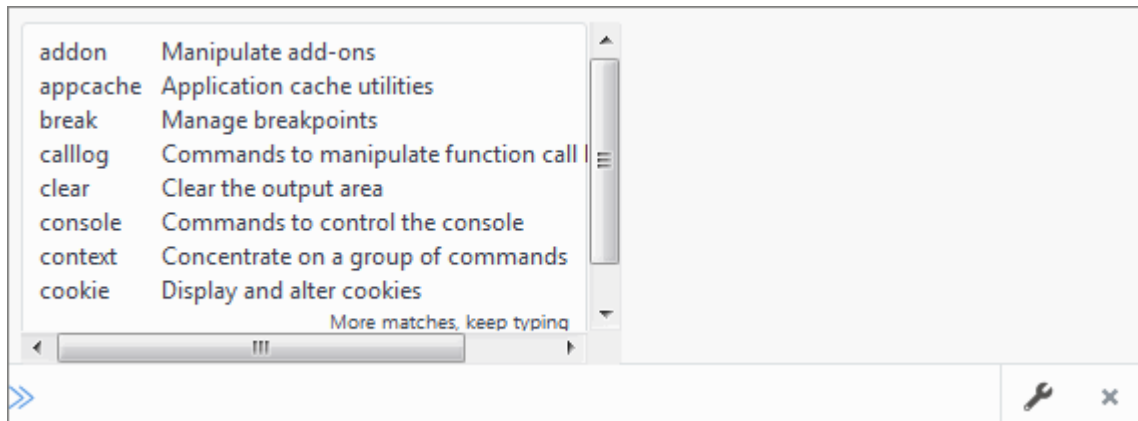 addon Manipulate add-ons
appcache Application cache utilities
break Manage breakpoints
calllog Commands to manipulate function call
clear Clear the output area
console Commands to control the console
context Concentrate on a group of commands
cookie Display and alter cookies
More matches, keep typing